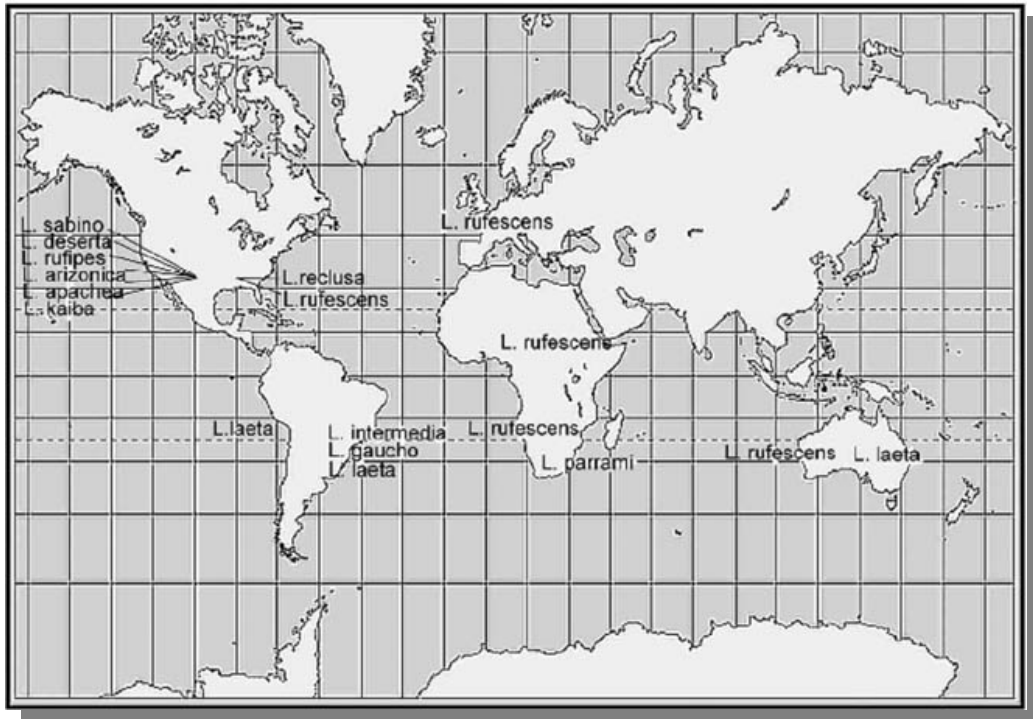 L. rufescens
L. sabino
L. deserta
L. rufipes
L. arizonica
L. apachea
L. kaiba
L.reclusa
L.rufescens
L. rufescens
L.laeta
L. intermedia
L. gaucho
L. laeta
L. rufescens
L. parrami
L. rufescens
L. laeta